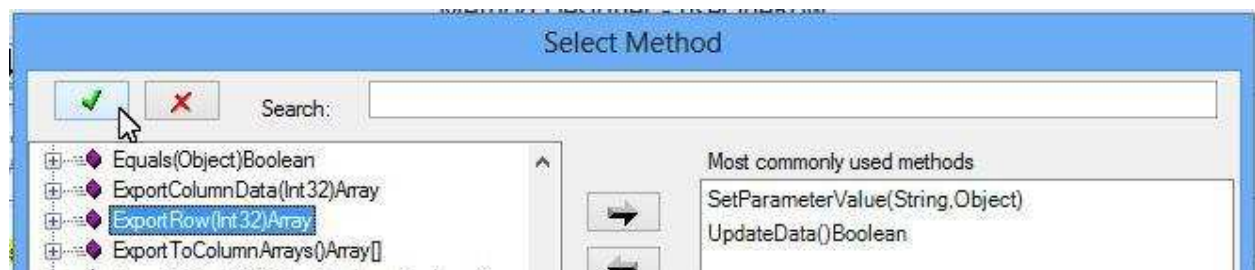 Select Method
Search:
Equals(Object)Boolean
ExportColumnData(Int32)Array
ExportRow(Int32)Array
ExportToColumnArrays()Array[]
Most commonly used methods
SetParameterValue(String,Object)
UpdateData()Boolean